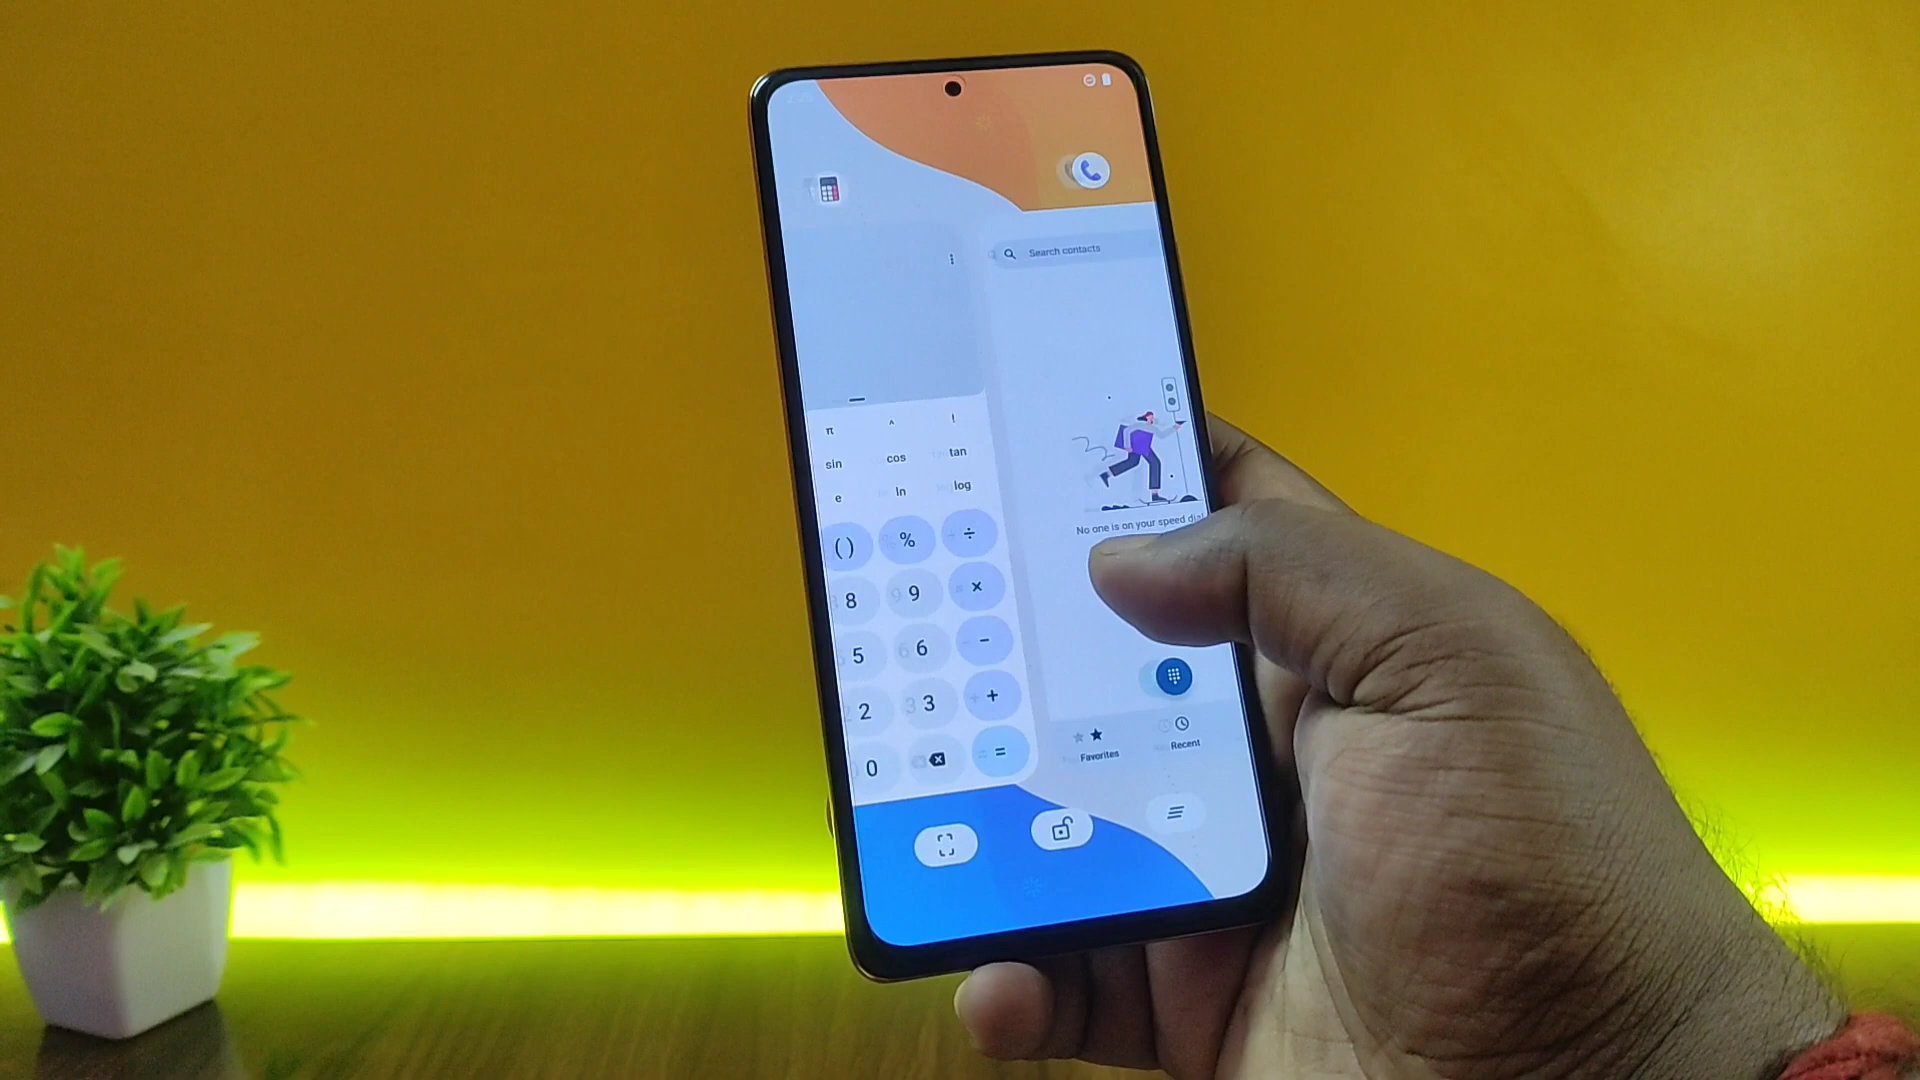 Search contacts
π ^ !
sin cos tan
e ln log
( ) % ÷
8 9 ×
5 6 −
2 3 +
0 =
No one is on your speed dial
Favorites
Recent